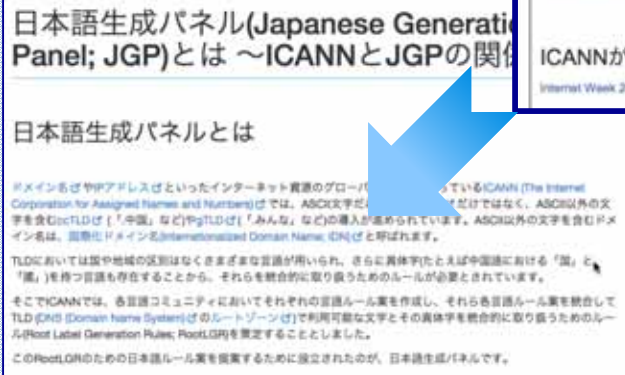 日本語生成パネル(Japanese Generati
Panel; JGP)とは ～ICANNとJGPの関係
ICANNが
Internet Week 2
日本語生成パネルとは
ドメイン名やIPアドレスといったインターネット資源のグローバ っているICANN (The Internet
Corporation for Assigned Names and Numbers)では、ASCII文字だ だけではなく、ASCII以外の文
字を含むccTLD(「.中国」など)やgTLD(「.みんな」など)の導入が進められています。ASCII以外の文字を含むドメ
イン名は、国際化ドメイン名(Internationalized Domain Name; IDN)と呼ばれます。
TLDにおいては国や地域の区別はなくさまざまな言語が用いられ、さらに異体字(たとえば中国語における「国」と
「國」)を持つ言語も存在することから、それらを統合的に取り扱うためのルールが必要とされています。
そこでICANNでは、各言語コミュニティにおいてそれぞれの言語ルール案を作成し、それら各言語ルール案を統合して
TLD (DNS (Domain Name System)のルートゾーン)で利用可能な文字とその異体字を統合的に取り扱うためのルー
ル(Root Label Generation Rules; RootLGR)を策定することとしました。
このRootLGRのための日本語ルール案を提案するために設立されたのが、日本語生成パネルです。